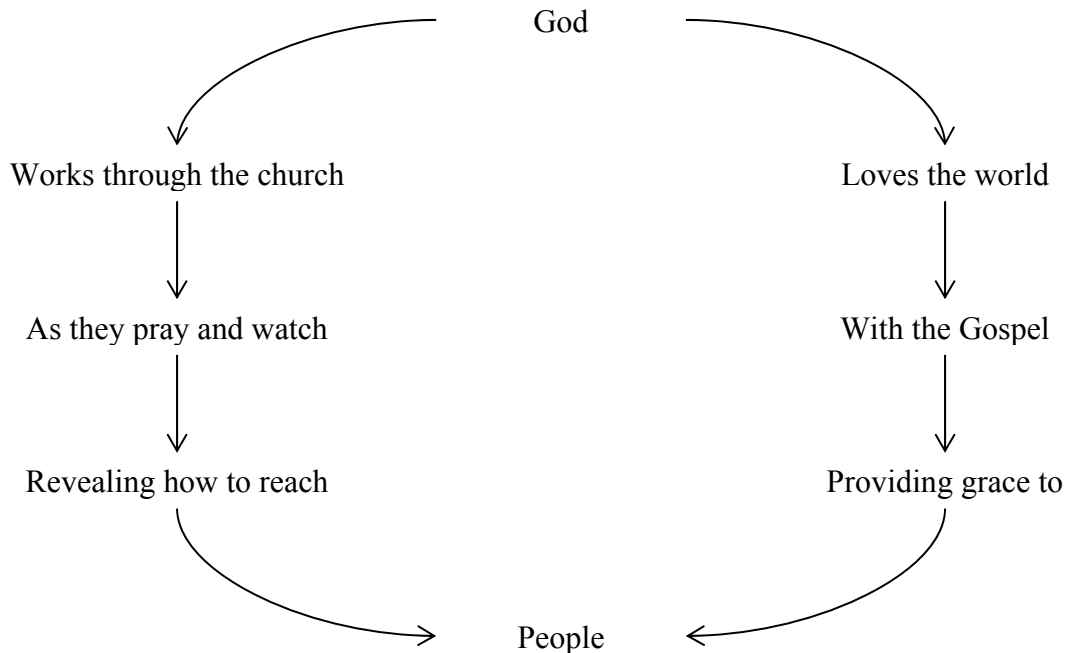 God
Works through the church
Loves the world
As they pray and watch
With the Gospel
Revealing how to reach
Providing grace to
People